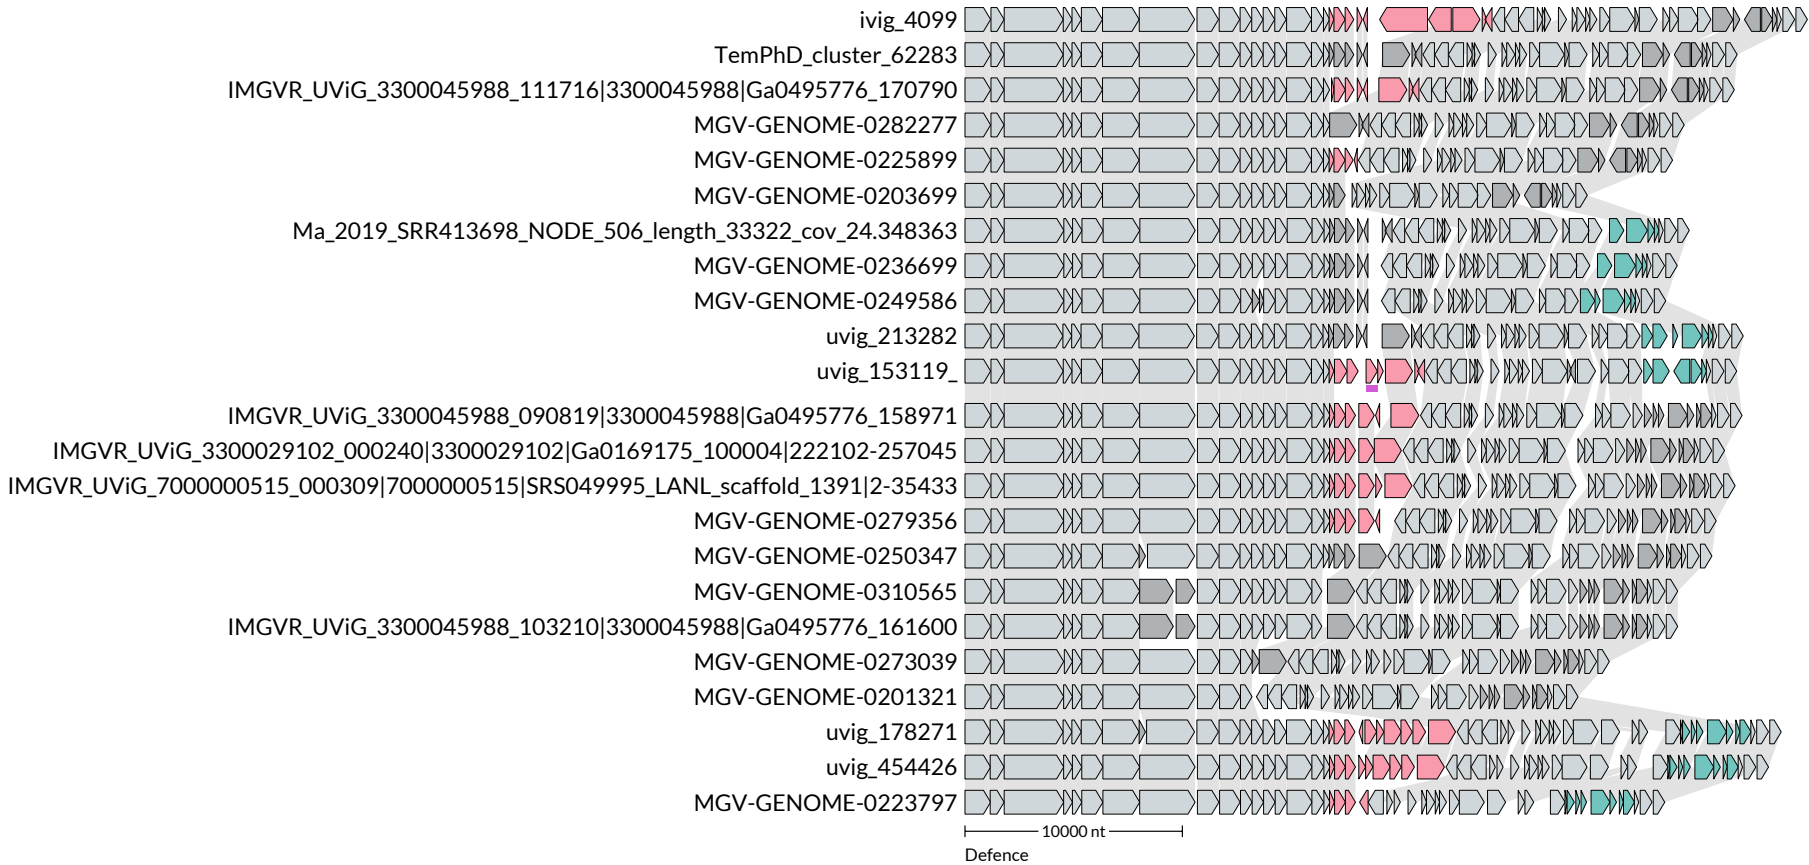 ivig_4099
TemPhD_cluster_62283
IMGVR_UViG_3300045988_111716|3300045988|Ga0495776_170790
MGV-GENOME-0282277
MGV-GENOME-0225899
MGV-GENOME-0203699
Ma_2019_SRR413698_NODE_506_length_33322_cov_24.348363
MGV-GENOME-0236699
MGV-GENOME-0249586
uvig_213282
uvig_153119_
IMGVR_UViG_3300045988_090819|3300045988|Ga0495776_158971
IMGVR_UViG_3300029102_000240|3300029102|Ga0169175_100004|222102-257045
IMGVR_UViG_7000000515_000309|7000000515|SRS049995_LANL_scaffold_1391|2-35433
MGV-GENOME-0279356
MGV-GENOME-0250347
MGV-GENOME-0310565
IMGVR_UViG_3300045988_103210|3300045988|Ga0495776_161600
MGV-GENOME-0273039
MGV-GENOME-0201321
uvig_178271
uvig_454426
MGV-GENOME-0223797
10000 nt
Defence